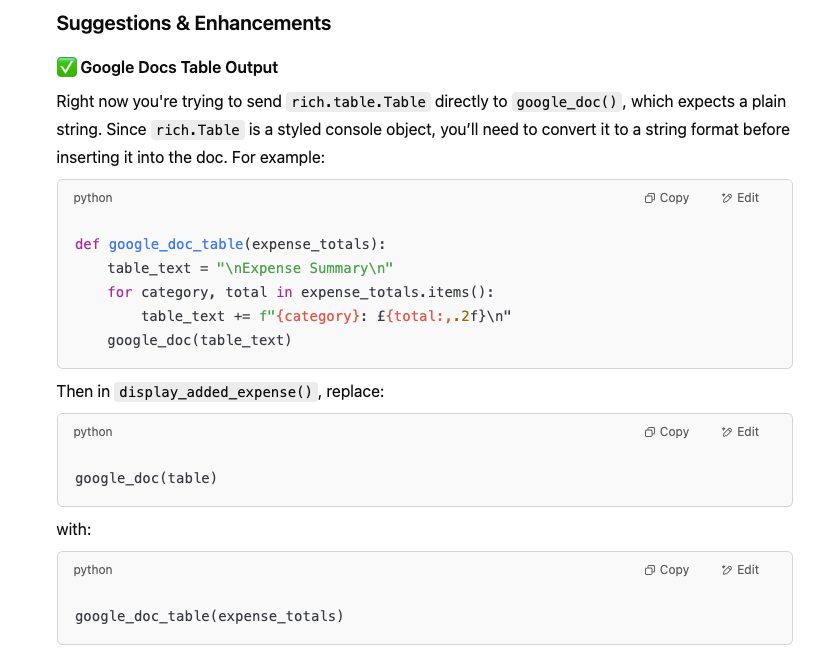 Suggestions & Enhancements
✅ Google Docs Table Output
Right now you're trying to send rich.table.Table directly to google_doc(), which expects a plain
string. Since rich.Table is a styled console object, you’ll need to convert it to a string format before
inserting it into the doc. For example:
python Copy Edit
def google_doc_table(expense_totals):
    table_text = "\nExpense Summary\n"
    for category, total in expense_totals.items():
        table_text += f"{category}: £{total:,.2f}\n"
    google_doc(table_text)
Then in display_added_expense(), replace:
python Copy Edit
google_doc(table)
with:
python Copy Edit
google_doc_table(expense_totals)